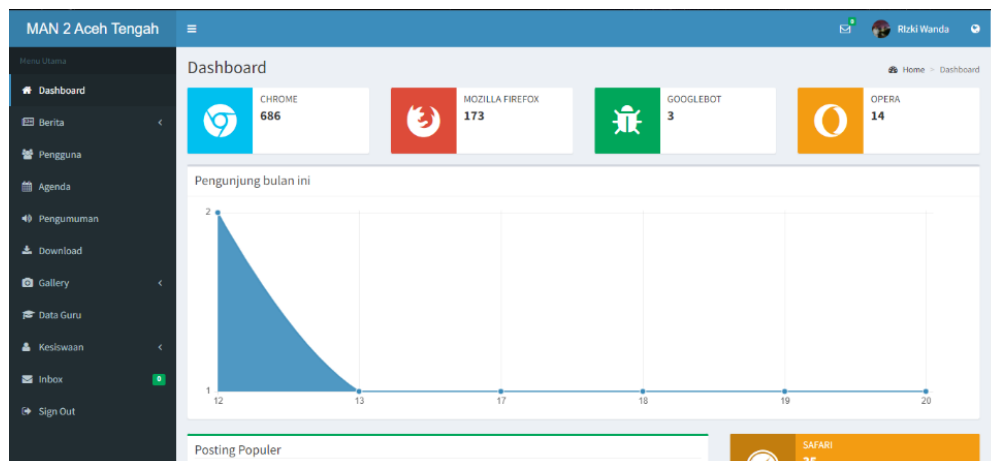 MAN 2 Aceh Tengah
0
RIzki Wanda
Menu Utama
Dashboard
Berita
Pengguna
Agenda
Pengumuman
Download
Gallery
Data Guru
Kesiswaan
Inbox 0
Sign Out
Dashboard
Home > Dashboard
CHROME
686
MOZILLA FIREFOX
173
GOOGLEBOT
3
OPERA
14
Pengunjung bulan ini
2
1
12 13 17 18 19 20
Posting Populer
SAFARI